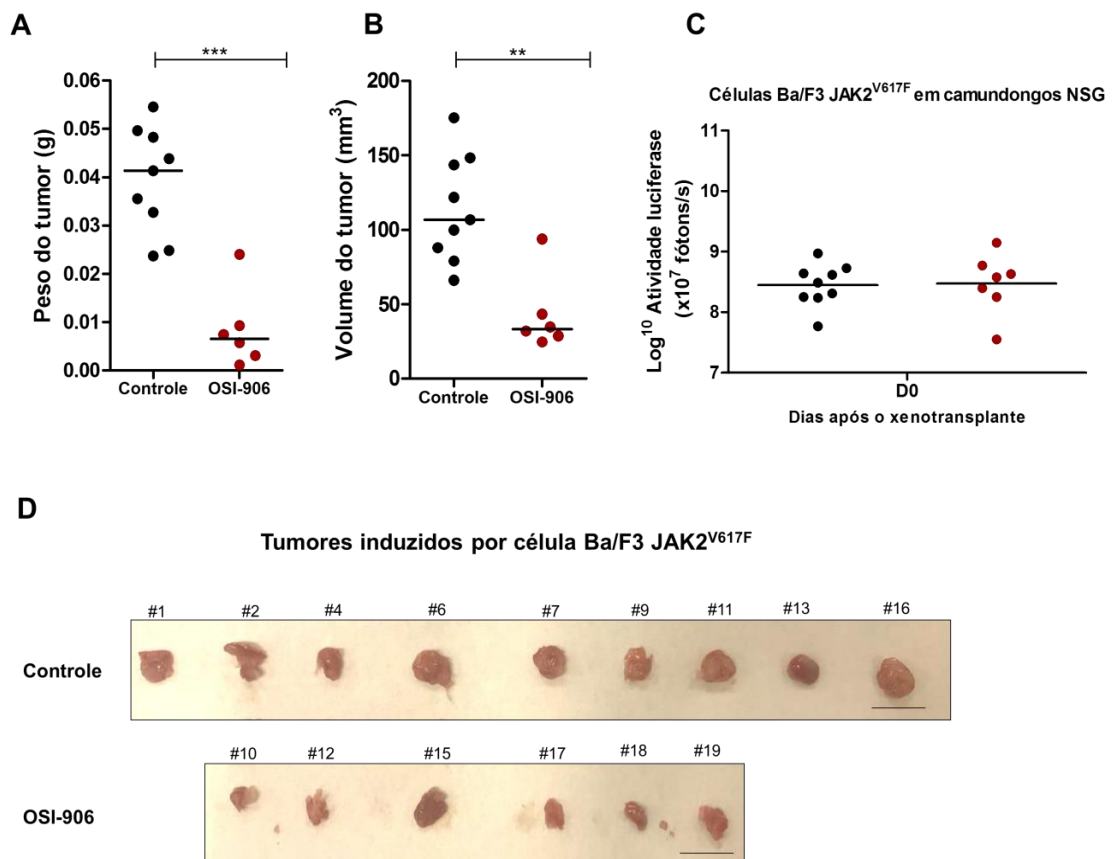 A
***
Peso do tumor (g)
0.06
0.05
0.04
0.03
0.02
0.01
0.00
Controle
OSI-906
B
**
Volume do tumor (mm³)
200
150
100
50
0
Controle
OSI-906
C
Células Ba/F3 JAK2ⱽ⁶¹⁷ᶠ em camundongos NSG
Log¹⁰ Atividade luciferase
(x10⁷ fótons/s)
11
10
9
8
7
D0
Dias após o xenotransplante
D
Tumores induzidos por célula Ba/F3 JAK2ⱽ⁶¹⁷ᶠ
#1 #2 #4 #6 #7 #9 #11 #13 #16
Controle
#10 #12 #15 #17 #18 #19
OSI-906